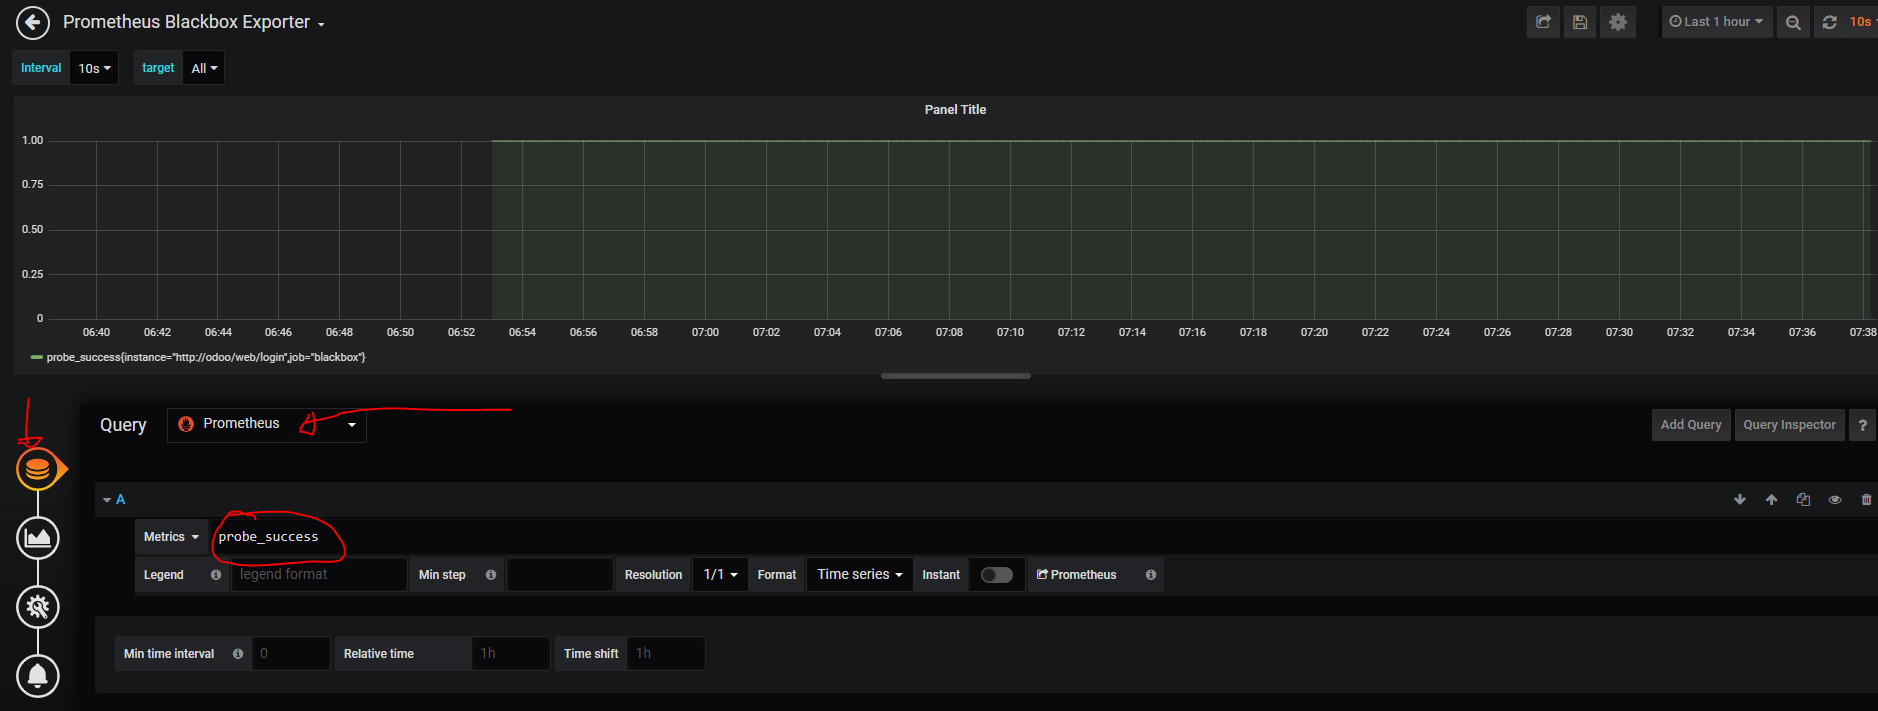 Prometheus Blackbox Exporter
Last 1 hour
10s
Interval 10s target All
Panel Title
1.00
0.75
0.50
0.25
0
06:40 06:42 06:44 06:46 06:48 06:50 06:52 06:54 06:56 06:58 07:00 07:02 07:04 07:06 07:08 07:10 07:12 07:14 07:16 07:18 07:20 07:22 07:24 07:26 07:28 07:30 07:32 07:34 07:36 07:38
probe_success{instance="http://odoo/web/login",job="blackbox"}
Query Prometheus Add Query Query Inspector ?
A
Metrics probe_success
Legend legend format Min step Resolution 1/1 Format Time series Instant Prometheus
Min time interval 0 Relative time 1h Time shift 1h